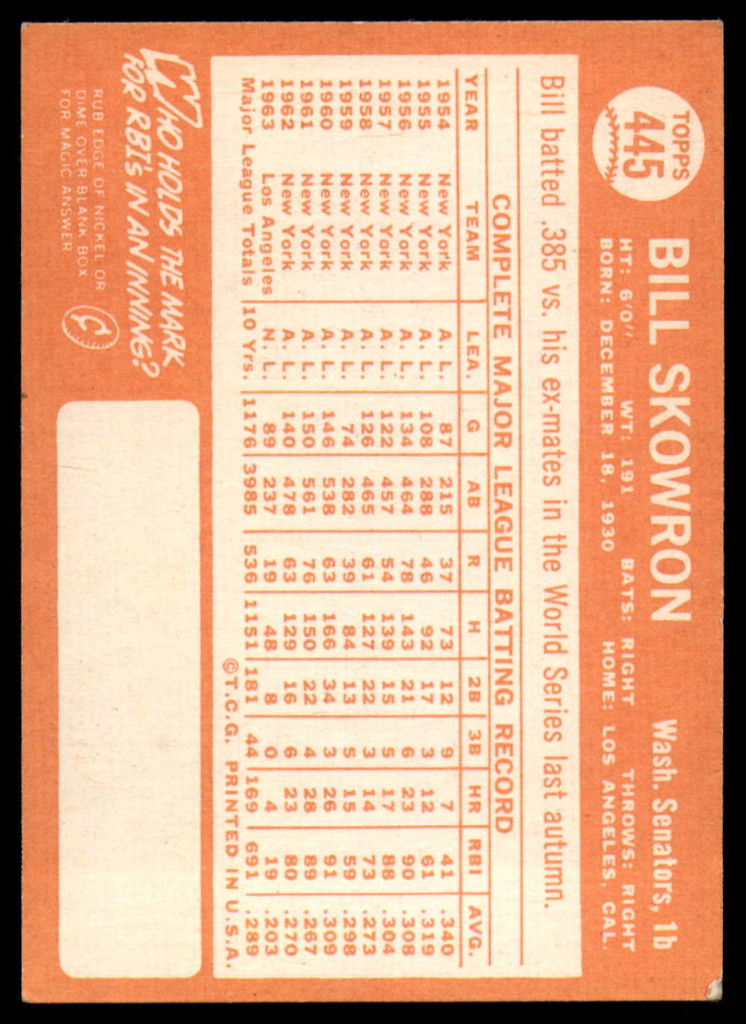 TOPPS
445
BILL SKOWRON
Wash. Senators, 1b
HT: 6'0" WT: 191 BATS: RIGHT THROWS: RIGHT
BORN: DECEMBER 18, 1930 HOME: LOS ANGELES, CAL.
Bill batted .385 vs. his ex-mates in the World Series last autumn.
COMPLETE MAJOR LEAGUE BATTING RECORD
YEAR TEAM LEA. G AB R H 2B 3B HR RBI AVG.
1954 New York A. L. 87 215 37 73 12 9 7 41 .340
1955 New York A. L. 108 288 46 92 17 3 12 61 .319
1956 New York A. L. 134 464 78 143 21 6 23 90 .308
1957 New York A. L. 122 457 54 139 15 5 17 88 .304
1958 New York A. L. 126 465 61 127 22 3 14 73 .273
1959 New York A. L. 74 282 39 84 13 5 15 59 .298
1960 New York A. L. 146 538 63 166 34 3 26 91 .309
1961 New York A. L. 150 561 76 150 22 4 28 89 .267
1962 New York A. L. 140 478 63 129 16 6 23 80 .270
1963 Los Angeles N. L. 89 237 19 48 8 0 4 19 .203
Major League Totals 10 Yrs. 1176 3985 536 1151 181 44 169 691 .289
©T.C.G. PRINTED IN U.S.A.
WHO HOLDS THE MARK
FOR RBI's IN AN INNING?
RUB EDGE OF NICKEL OR
DIME OVER BLANK BOX
FOR MAGIC ANSWER